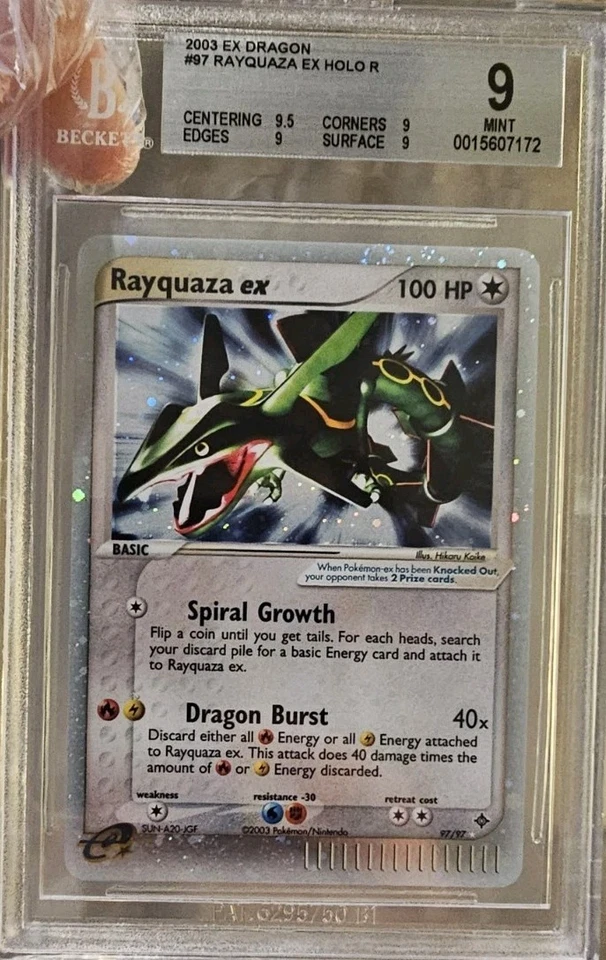 2003 EX DRAGON
#97 RAYQUAZA EX HOLO R
CENTERING 9.5 CORNERS 9
EDGES 9 SURFACE 9
9
MINT
0015607172
B
BECKET ®
Rayquaza ex 100 HP
BASIC
Illus. Hikaru Koike
When Pokémon-ex has been Knocked Out,
your opponent takes 2 Prize cards.
Spiral Growth
Flip a coin until you get tails. For each heads, search
your discard pile for a basic Energy card and attach it
to Rayquaza ex.
Dragon Burst 40x
Discard either all Energy or all Energy attached
to Rayquaza ex. This attack does 40 damage times the
amount of or Energy discarded.
weakness resistance -30 retreat cost
SUN-A20-JGF ©2003 Pokémon/Nintendo 97/97
e